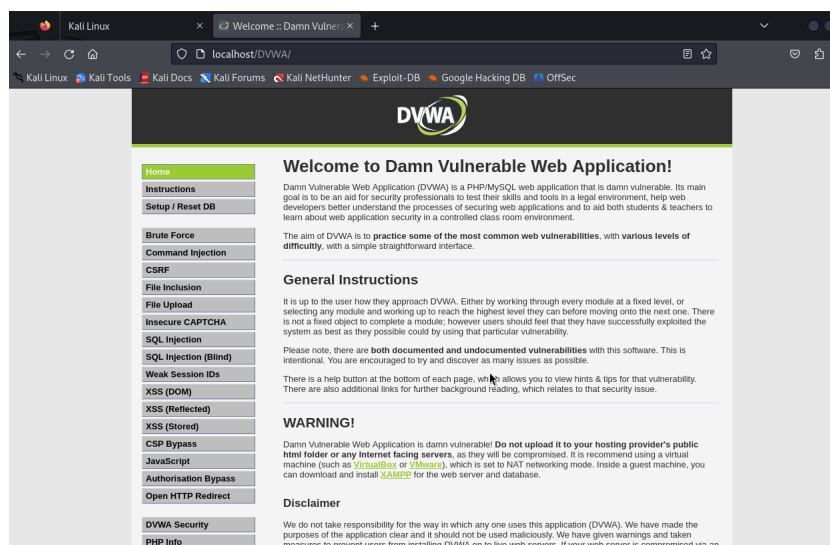 Kali Linux
Welcome :: Damn Vulner
localhost/DVWA/
Kali Linux Kali Tools Kali Docs Kali Forums Kali NetHunter Exploit-DB Google Hacking DB OffSec
DVWA
Home
Instructions
Setup / Reset DB
Brute Force
Command Injection
CSRF
File Inclusion
File Upload
Insecure CAPTCHA
SQL Injection
SQL Injection (Blind)
Weak Session IDs
XSS (DOM)
XSS (Reflected)
XSS (Stored)
CSP Bypass
JavaScript
Authorisation Bypass
Open HTTP Redirect
DVWA Security
PHP Info
Welcome to Damn Vulnerable Web Application!
Damn Vulnerable Web Application (DVWA) is a PHP/MySQL web application that is damn vulnerable. Its main
goal is to be an aid for security professionals to test their skills and tools in a legal environment, help web
developers better understand the processes of securing web applications and to aid both students & teachers to
learn about web application security in a controlled class room environment.
The aim of DVWA is to practice some of the most common web vulnerabilities, with various levels of
difficultly, with a simple straightforward interface.
General Instructions
It is up to the user how they approach DVWA. Either by working through every module at a fixed level, or
selecting any module and working up to reach the highest level they can before moving onto the next one. There
is not a fixed object to complete a module; however users should feel that they have successfully exploited the
system as best as they possible could by using that particular vulnerability.
Please note, there are both documented and undocumented vulnerabilities with this software. This is
intentional. You are encouraged to try and discover as many issues as possible.
There is a help button at the bottom of each page, which allows you to view hints & tips for that vulnerability.
There are also additional links for further background reading, which relates to that security issue.
WARNING!
Damn Vulnerable Web Application is damn vulnerable! Do not upload it to your hosting provider's public
html folder or any Internet facing servers, as they will be compromised. It is recommend using a virtual
machine (such as VirtualBox or VMware), which is set to NAT networking mode. Inside a guest machine, you
can download and install XAMPP for the web server and database.
Disclaimer
We do not take responsibility for the way in which any one uses this application (DVWA). We have made the
purposes of the application clear and it should not be used maliciously. We have given warnings and taken
measures to prevent users from installing DVWA on to live web servers. If your web server is compromised via an